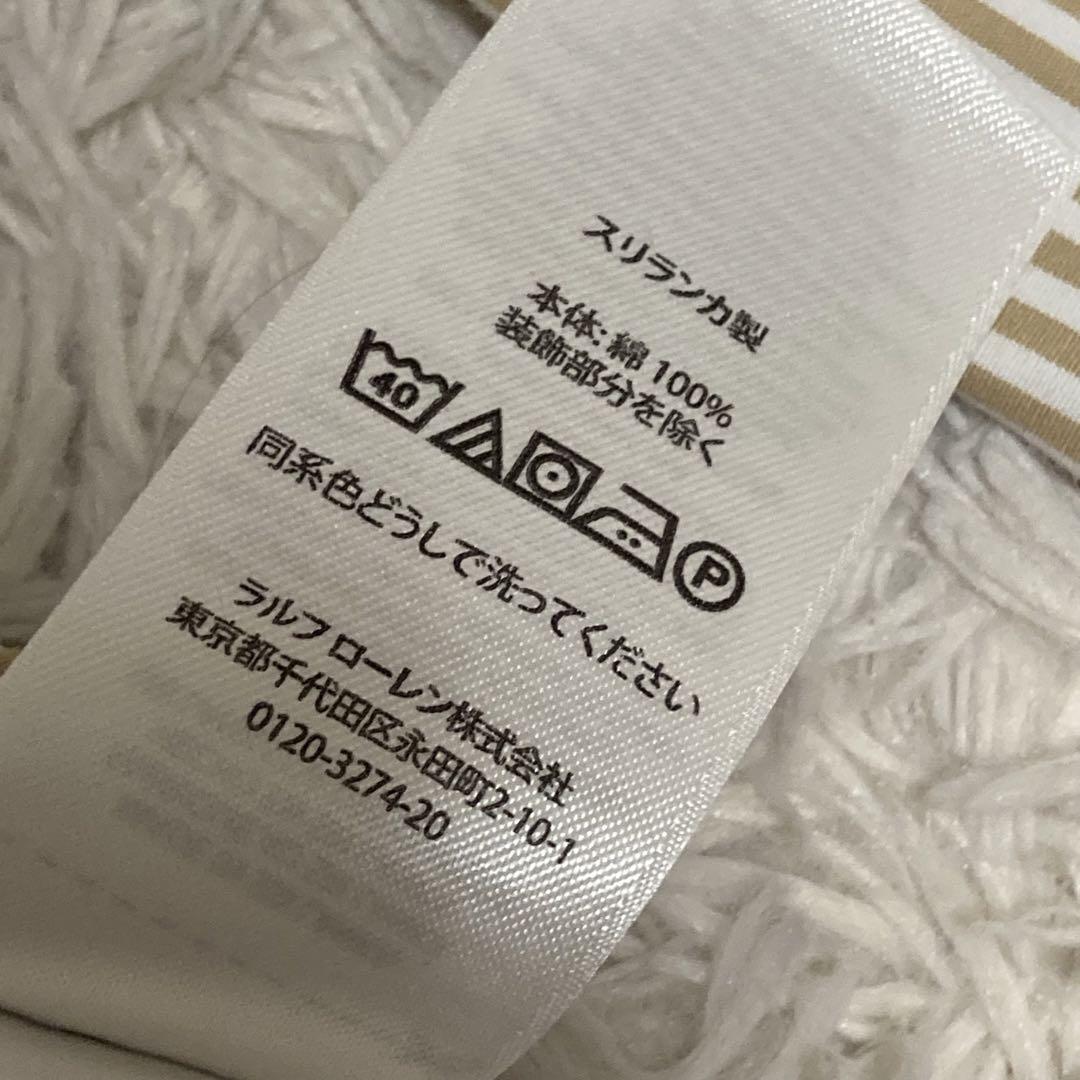 スリランカ製
本体: 綿 100%
装飾部分を除く
40 P
同系色どうしで洗ってください
ラルフ ローレン株式会社
東京都千代田区永田町2-10-1
0120-3274-20